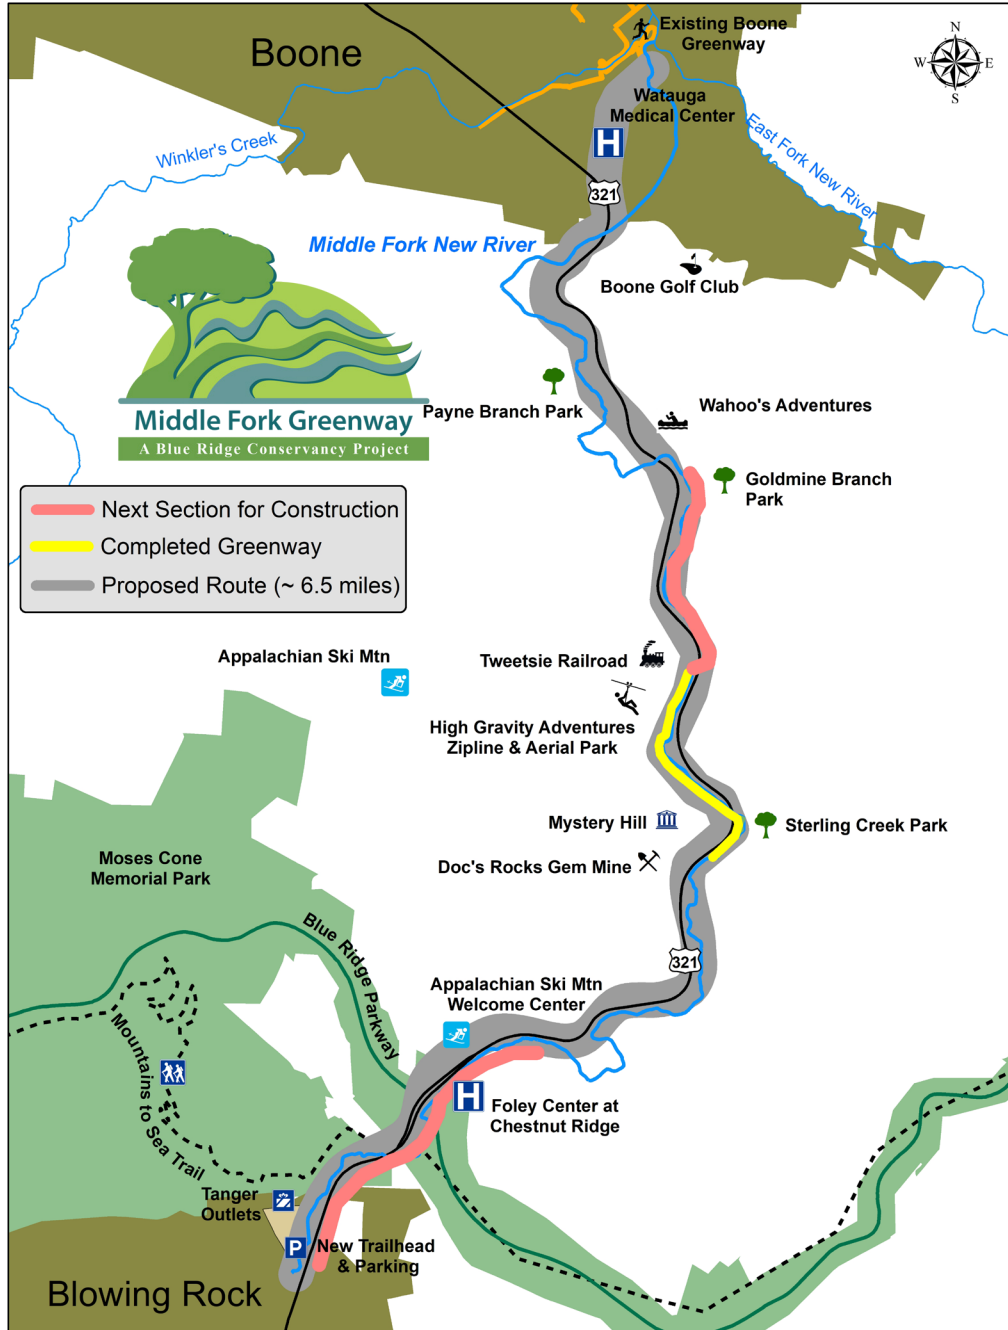 Boone
Existing Boone
Greenway
N
W
E
S
Watauga
Medical Center
H
Winkler's Creek
East Fork New River
321
Middle Fork New River
Boone Golf Club
Payne Branch Park
Wahoo's Adventures
Middle Fork Greenway
A Blue Ridge Conservancy Project
Goldmine Branch
Park
Next Section for Construction
Completed Greenway
Proposed Route (~ 6.5 miles)
Appalachian Ski Mtn
Tweetsie Railroad
High Gravity Adventures
Zipline & Aerial Park
Mystery Hill
Sterling Creek Park
Doc's Rocks Gem Mine
Moses Cone
Memorial Park
Blue Ridge Parkway
321
Appalachian Ski Mtn
Welcome Center
Mountains to Sea Trail
H
Foley Center at
Chestnut Ridge
Tanger
Outlets
P
New Trailhead
& Parking
Blowing Rock